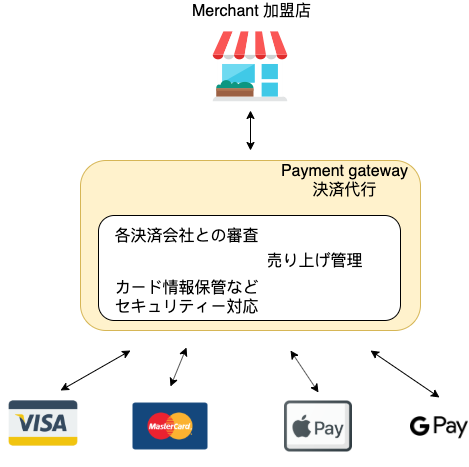 Merchant 加盟店
Payment gateway
決済代行
各決済会社との審査
売り上げ管理
カード情報保管など
セキュリティー対応
VISA
MasterCard
Pay
G Pay